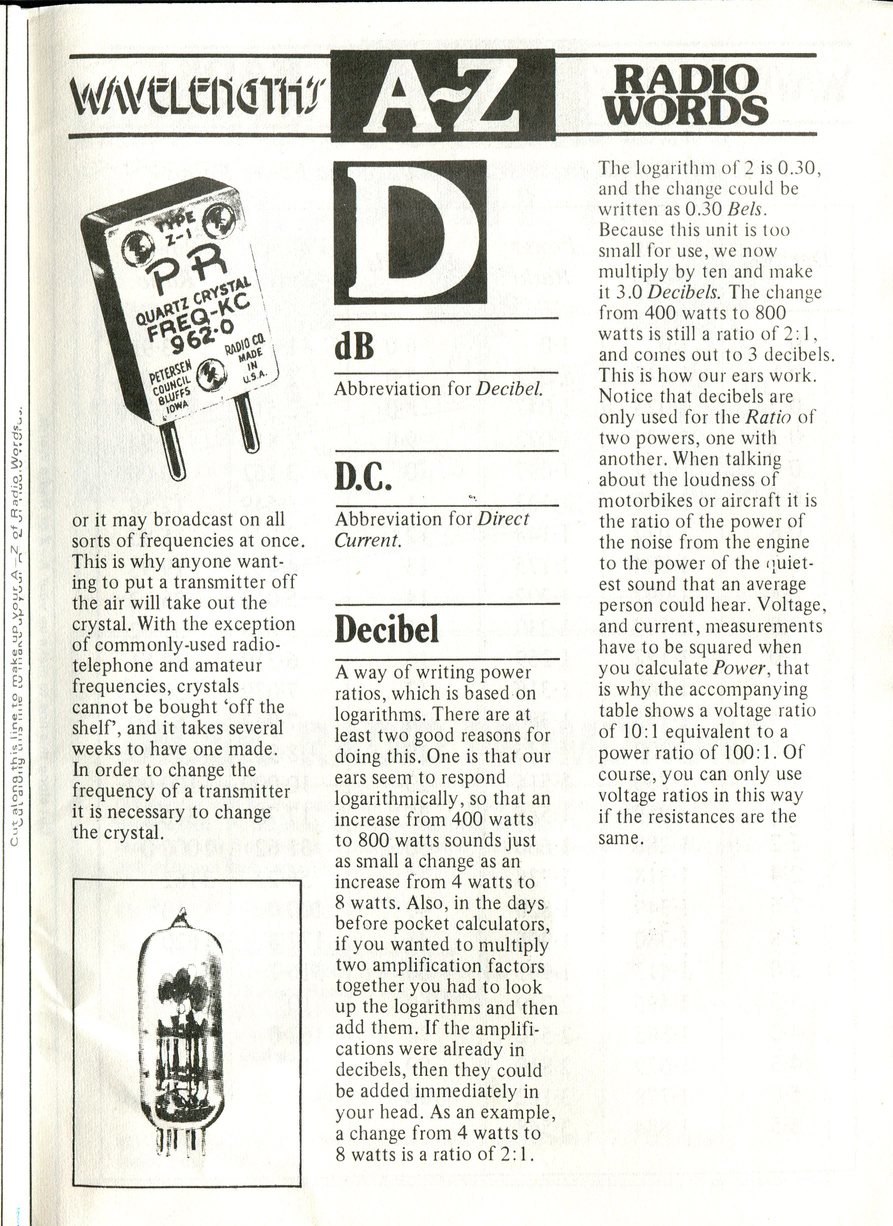 WAVELENGTHS
A-Z
RADIO
WORDS
TYPE
Z-1
PR
QUARTZ CRYSTAL
FREQ-KC
962.0
PETERSEN
COUNCIL
BLUFFS
IOWA
RADIO CO.
MADE
IN
U.S.A.
or it may broadcast on all
sorts of frequencies at once.
This is why anyone want-
ing to put a transmitter off
the air will take out the
crystal. With the exception
of commonly-used radio-
telephone and amateur
frequencies, crystals
cannot be bought ‘off the
shelf’, and it takes several
weeks to have one made.
In order to change the
frequency of a transmitter
it is necessary to change
the crystal.
D
dB
Abbreviation for Decibel.
D.C.
Abbreviation for Direct
Current.
Decibel
A way of writing power
ratios, which is based on
logarithms. There are at
least two good reasons for
doing this. One is that our
ears seem to respond
logarithmically, so that an
increase from 400 watts
to 800 watts sounds just
as small a change as an
increase from 4 watts to
8 watts. Also, in the days
before pocket calculators,
if you wanted to multiply
two amplification factors
together you had to look
up the logarithms and then
add them. If the amplifi-
cations were already in
decibels, then they could
be added immediately in
your head. As an example,
a change from 4 watts to
8 watts is a ratio of 2:1.
The logarithm of 2 is 0.30,
and the change could be
written as 0.30 Bels.
Because this unit is too
small for use, we now
multiply by ten and make
it 3.0 Decibels. The change
from 400 watts to 800
watts is still a ratio of 2:1,
and comes out to 3 decibels.
This is how our ears work.
Notice that decibels are
only used for the Ratio of
two powers, one with
another. When talking
about the loudness of
motorbikes or aircraft it is
the ratio of the power of
the noise from the engine
to the power of the quiet-
est sound that an average
person could hear. Voltage,
and current, measurements
have to be squared when
you calculate Power, that
is why the accompanying
table shows a voltage ratio
of 10:1 equivalent to a
power ratio of 100:1. Of
course, you can only use
voltage ratios in this way
if the resistances are the
same.
Cut along this line to make up your A–Z of Radio Words.